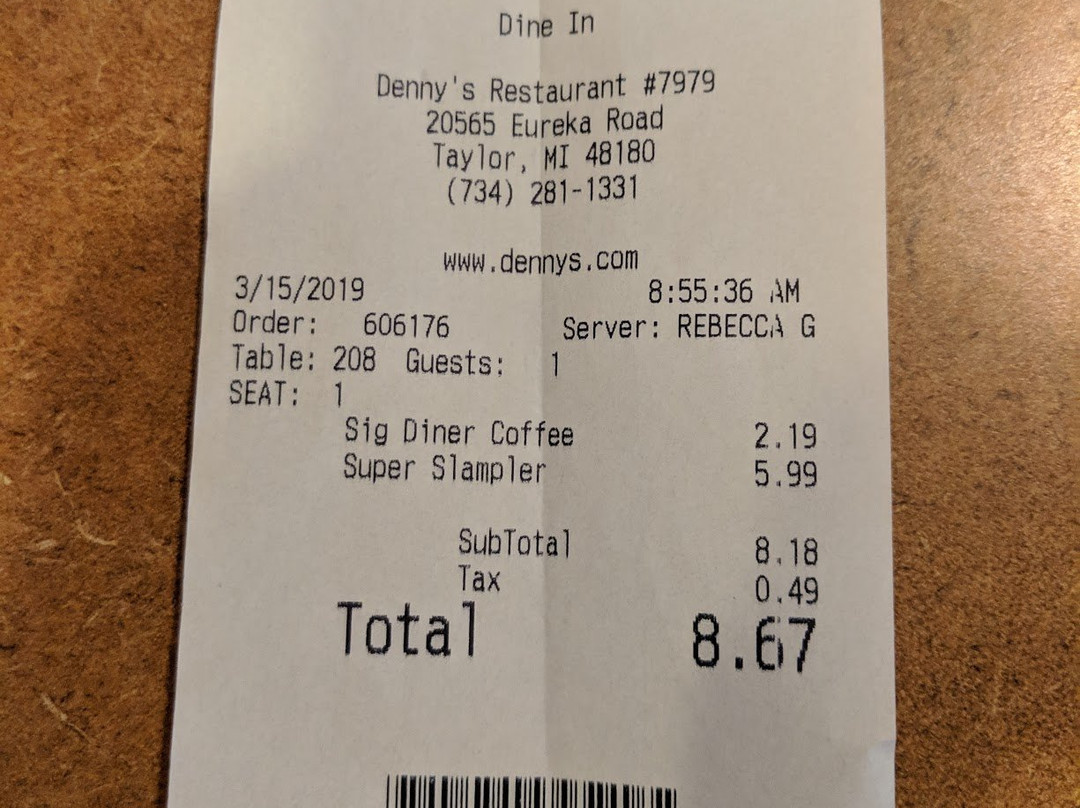 Dine In
Denny's Restaurant #7979
20565 Eureka Road
Taylor, MI 48180
(734) 281-1331
www.dennys.com
3/15/2019 8:55:36 AM
Order: 606176 Server: REBECCA G
Table: 208 Guests: 1
SEAT: 1
Sig Diner Coffee 2.19
Super Slampler 5.99
SubTotal 8.18
Tax 0.49
Total 8.67